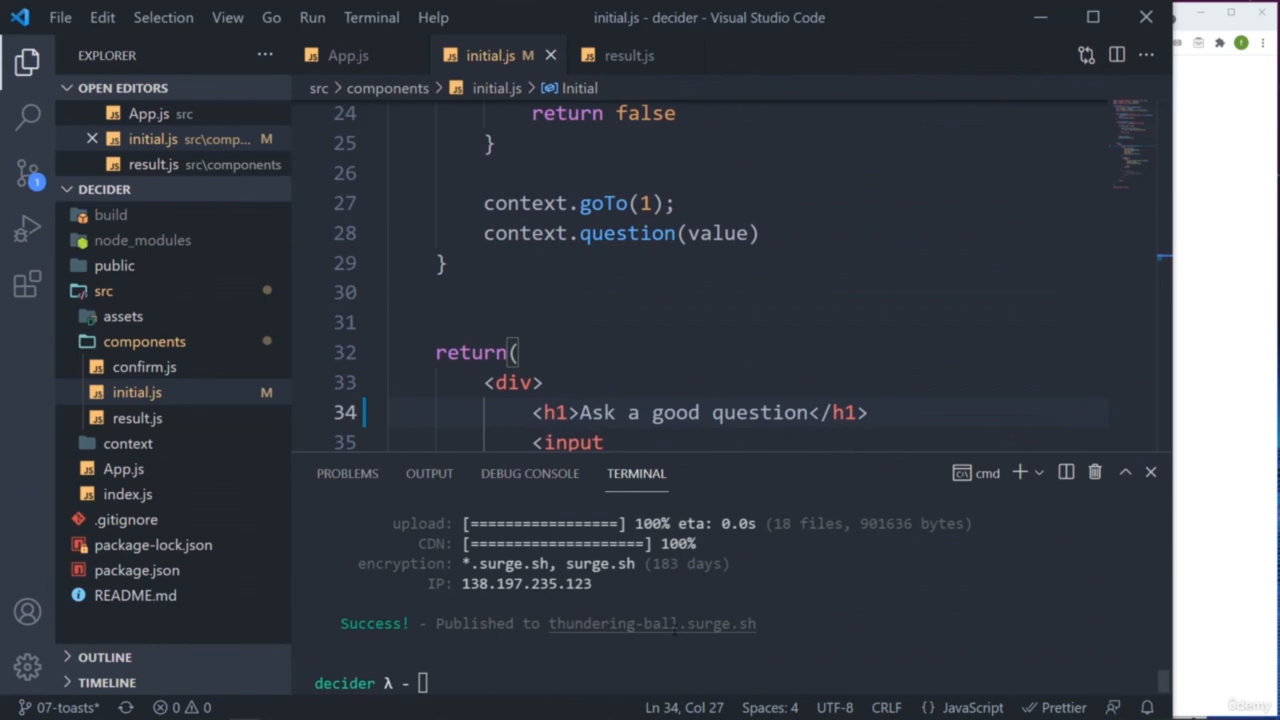 File Edit Selection View Go Run Terminal Help initial.js - decider - Visual Studio Code
EXPLORER
App.js
initial.js M
result.js
OPEN EDITORS
App.js src
initial.js src\comp... M
result.js src\components
DECIDER
build
node_modules
public
src
assets
components
confirm.js
initial.js M
result.js
context
App.js
index.js
.gitignore
package-lock.json
package.json
README.md
OUTLINE
TIMELINE
1
src > components > initial.js > Initial
24 return false
25 }
26
27 context.goTo(1);
28 context.question(value)
29 }
30
31
32 return(
33 <div>
34 <h1>Ask a good question</h1>
35 <input
PROBLEMS OUTPUT DEBUG CONSOLE TERMINAL cmd
upload: [=================] 100% eta: 0.0s (18 files, 901636 bytes)
CDN: [====================] 100%
encryption: *.surge.sh, surge.sh (183 days)
IP: 138.197.235.123
Success! - Published to thundering-ball.surge.sh
decider λ -
07-toasts* 0 0 Ln 34, Col 27 Spaces: 4 UTF-8 CRLF {} JavaScript Prettier
ûdemy